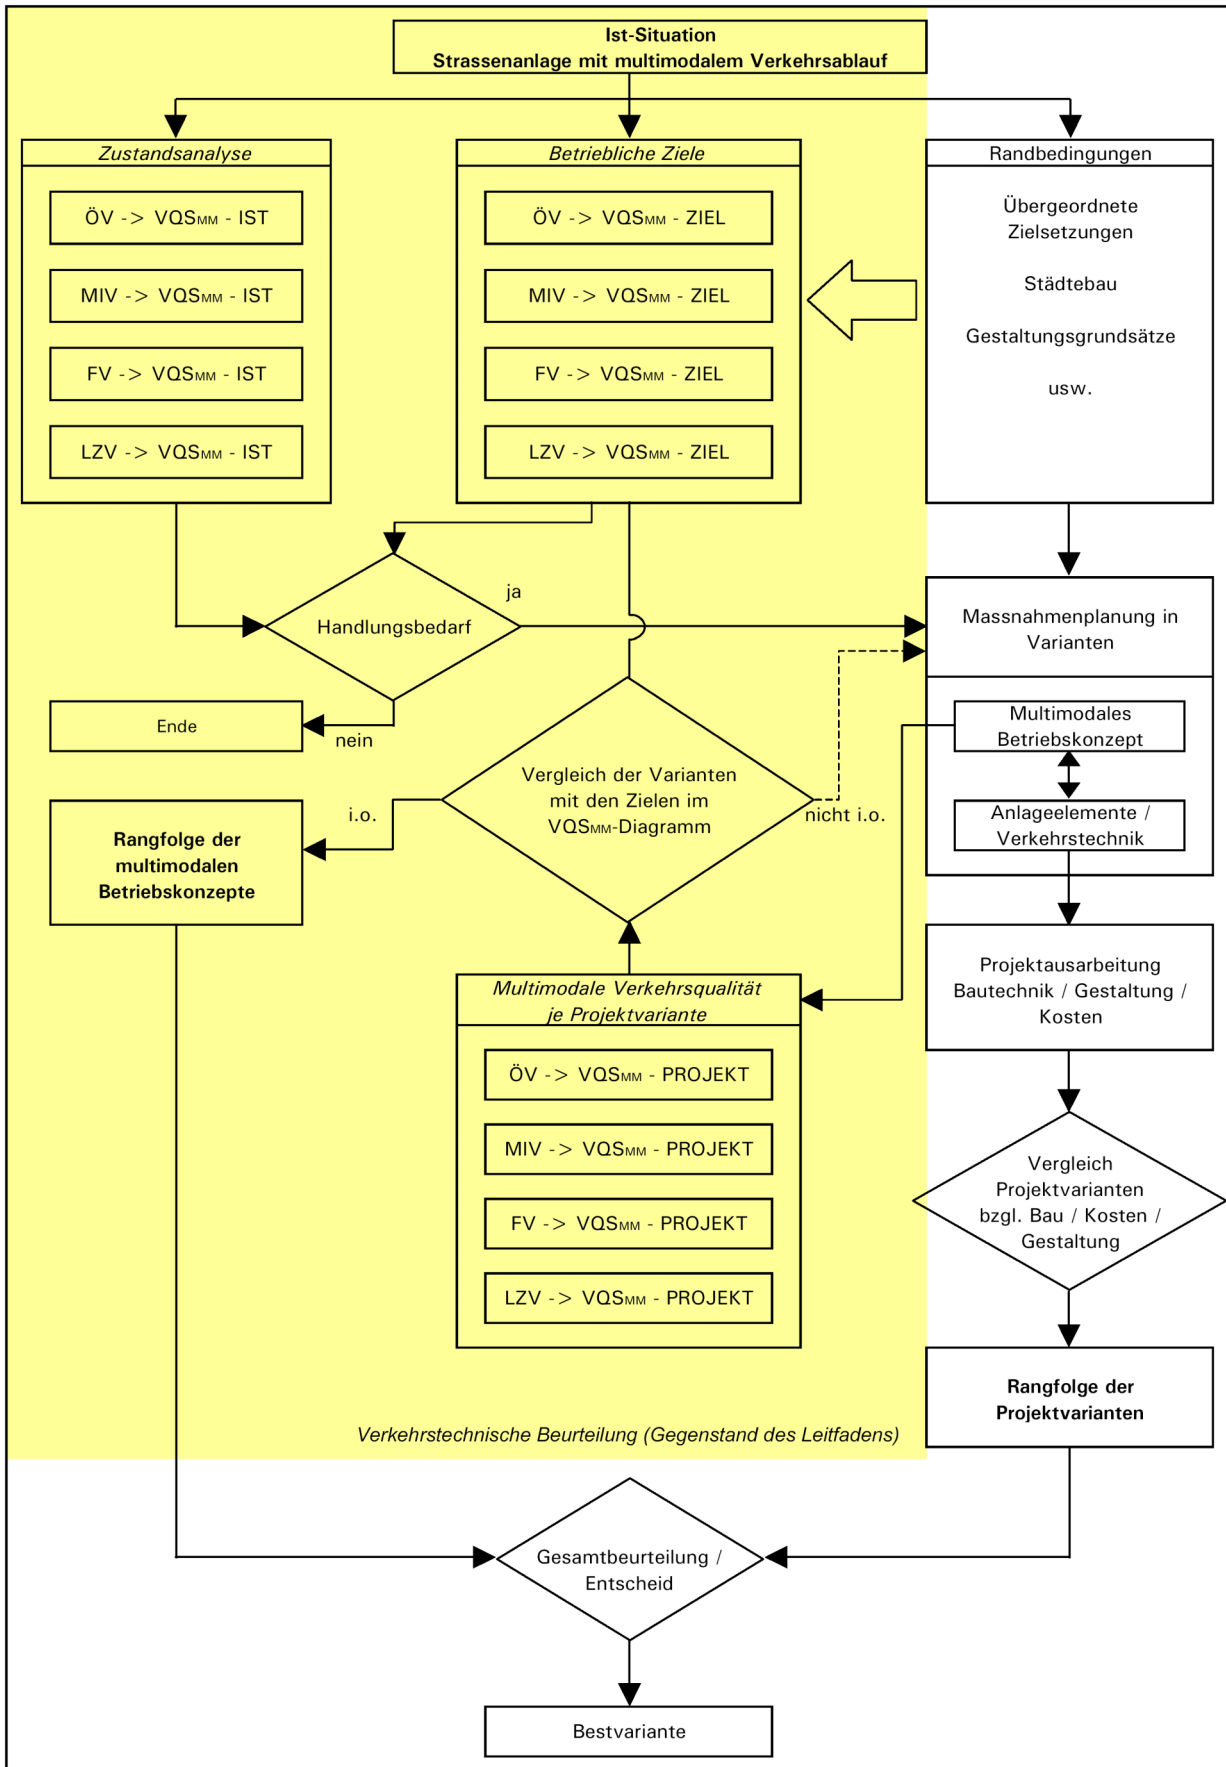 Ist-Situation
Strassenanlage mit multimodalem Verkehrsablauf
Zustandsanalyse
ÖV -> VQSMM - IST
MIV -> VQSMM - IST
FV -> VQSMM - IST
LZV -> VQSMM - IST
Betriebliche Ziele
ÖV -> VQSMM - ZIEL
MIV -> VQSMM - ZIEL
FV -> VQSMM - ZIEL
LZV -> VQSMM - ZIEL
Randbedingungen
Übergeordnete
Zielsetzungen
Städtebau
Gestaltungsgrundsätze
usw.
Handlungsbedarf
ja
nein
Ende
Massnahmenplanung in
Varianten
Multimodales
Betriebskonzept
Anlageelemente /
Verkehrstechnik
Vergleich der Varianten
mit den Zielen im
VQSMM-Diagramm
i.o.
nicht i.o.
Rangfolge der
multimodalen
Betriebskonzepte
Multimodale Verkehrsqualität
je Projektvariante
ÖV -> VQSMM - PROJEKT
MIV -> VQSMM - PROJEKT
FV -> VQSMM - PROJEKT
LZV -> VQSMM - PROJEKT
Projektausarbeitung
Bautechnik / Gestaltung /
Kosten
Vergleich
Projektvarianten
bzgl. Bau / Kosten /
Gestaltung
Rangfolge der
Projektvarianten
Verkehrstechnische Beurteilung (Gegenstand des Leitfadens)
Gesamtbeurteilung /
Entscheid
Bestvariante